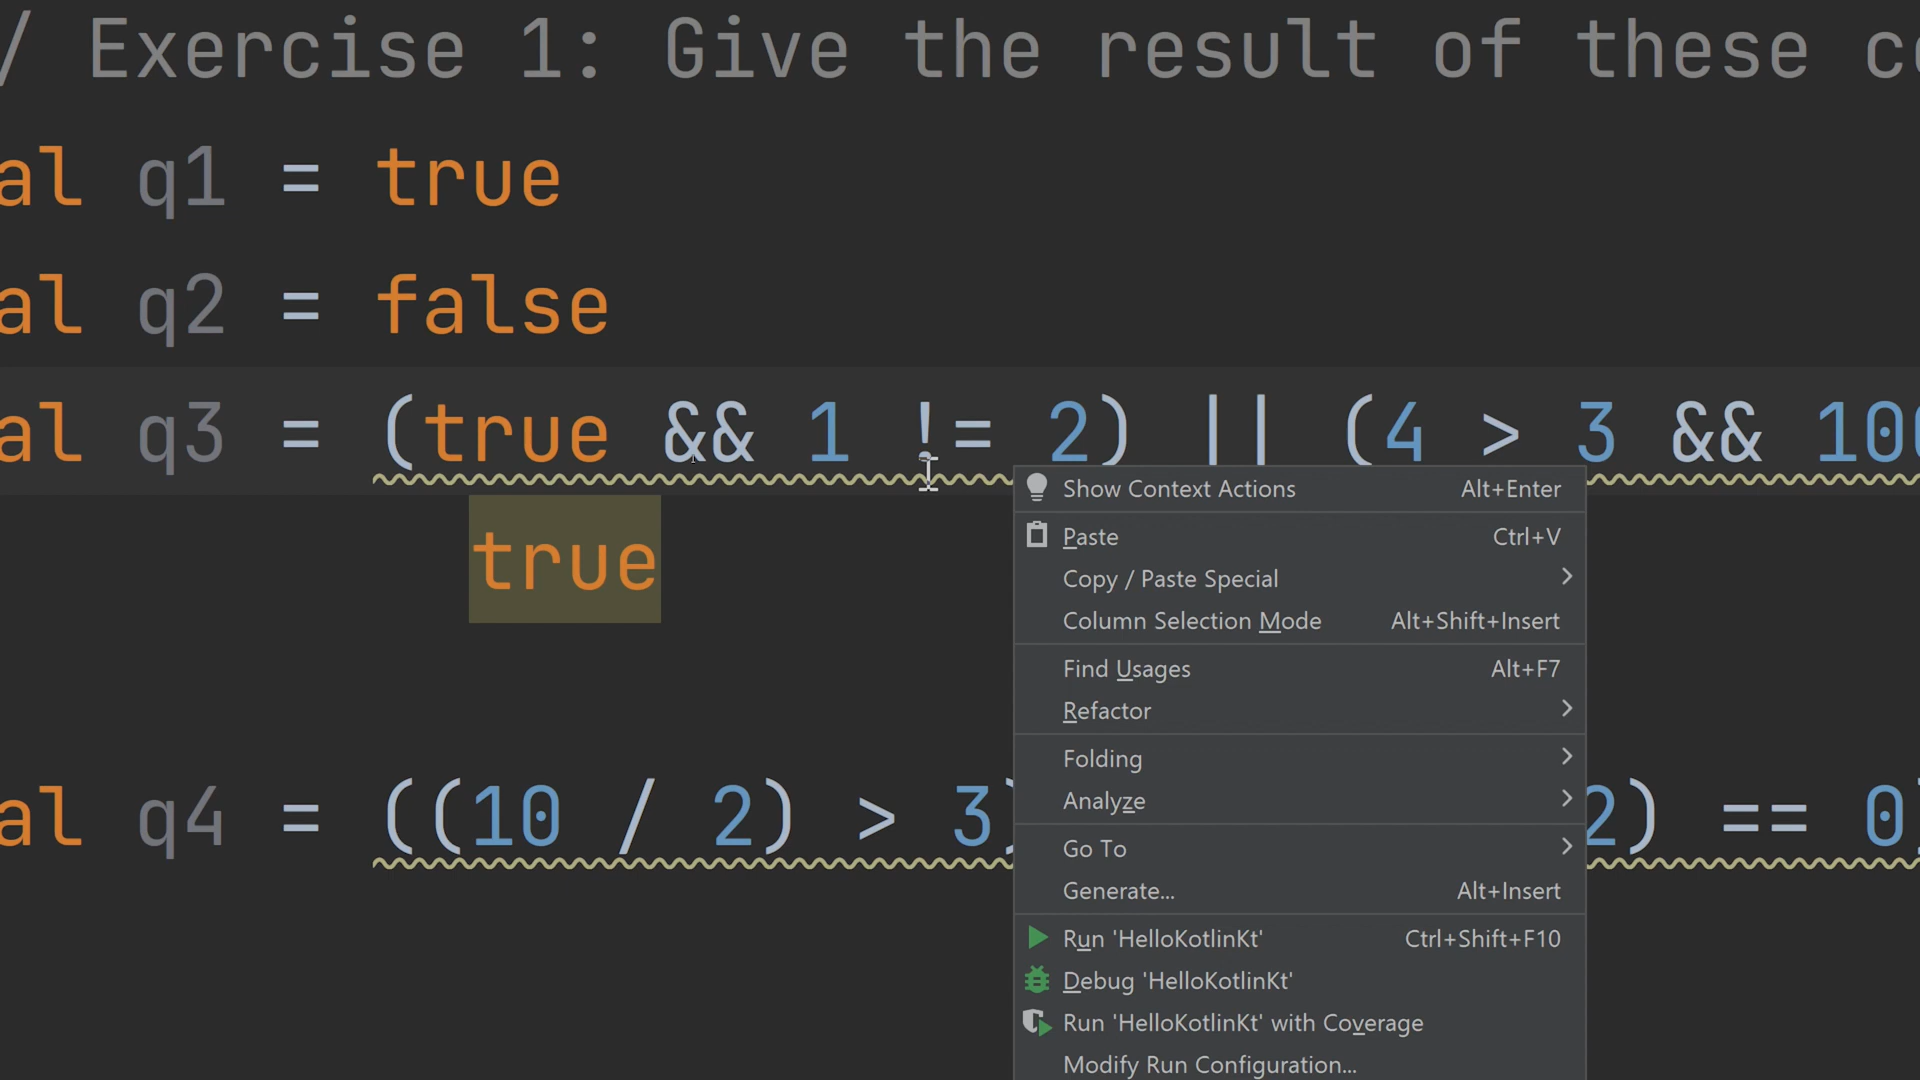 / Exercise 1: Give the result of these c
al q1 = true
al q2 = false
al q3 = (true && 1 != 2) || (4 > 3 && 100
true
al q4 = ((10 / 2) > 3) 2) == 0)
Show Context Actions Alt+Enter
Paste Ctrl+V
Copy / Paste Special
Column Selection Mode Alt+Shift+Insert
Find Usages Alt+F7
Refactor
Folding
Analyze
Go To
Generate... Alt+Insert
Run 'HelloKotlinKt' Ctrl+Shift+F10
Debug 'HelloKotlinKt'
Run 'HelloKotlinKt' with Coverage
Modify Run Configuration...